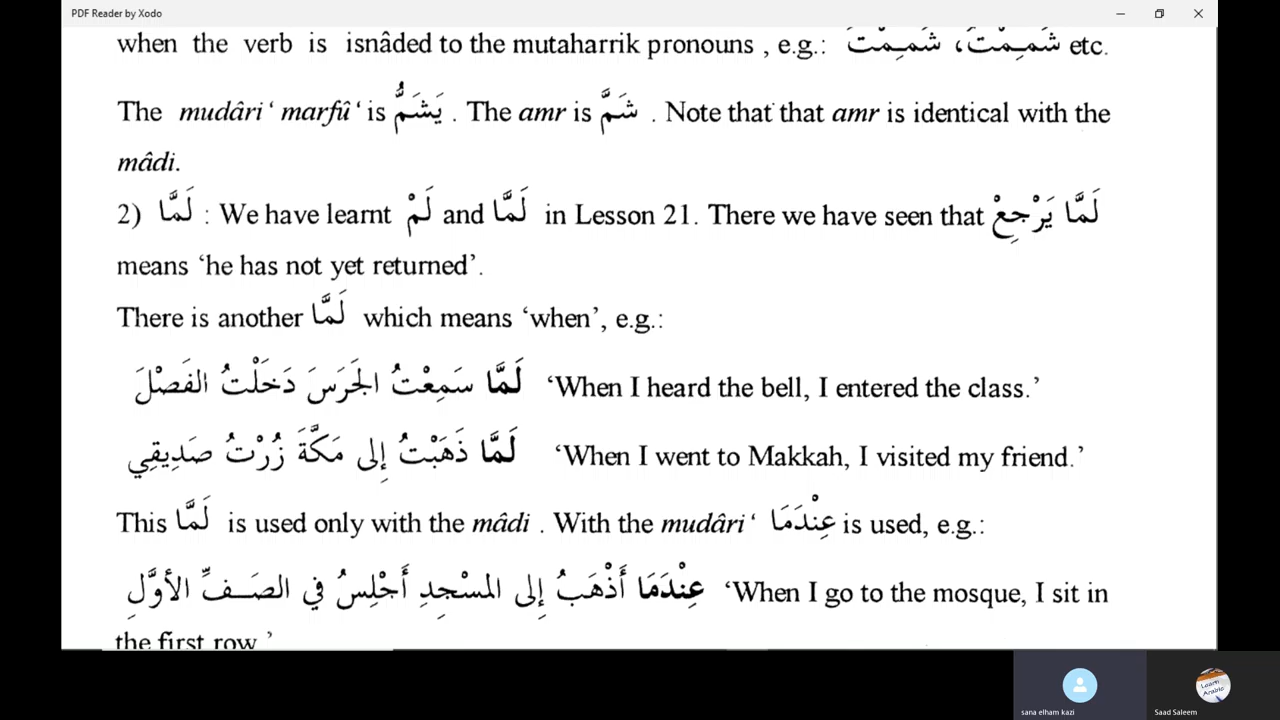 PDF Reader by Xodo
when the verb is isnâded to the mutaharrik pronouns , e.g.: شَمِمْتَ، شَمِمْتُ etc.
The mudâri‘ marfû‘ is يَشَمُّ . The amr is شَمَّ . Note that that amr is identical with the
mâdi.
2) لَمَّا : We have learnt لَمْ and لَمَّا in Lesson 21. There we have seen that لَمَّا يَرْجِعْ
means ‘he has not yet returned’.
There is another لَمَّا which means ‘when’, e.g.:
لَمَّا سَمِعْتُ الجَرَسَ دَخَلْتُ الفَصْلَ ‘When I heard the bell, I entered the class.’
لَمَّا ذَهَبْتُ إِلى مَكَّةَ زُرْتُ صَدِيقِي ‘When I went to Makkah, I visited my friend.’
This لَمَّا is used only with the mâdi . With the mudâri‘ عِنْدَمَا is used, e.g.:
عِنْدَمَا أَذْهَبُ إِلى المَسْجِدِ أَجْلِسُ في الصَّفِّ الأَوَّلِ ‘When I go to the mosque, I sit in
the first row ’
sana elham kazi
Learn Arabic
Saad Saleem